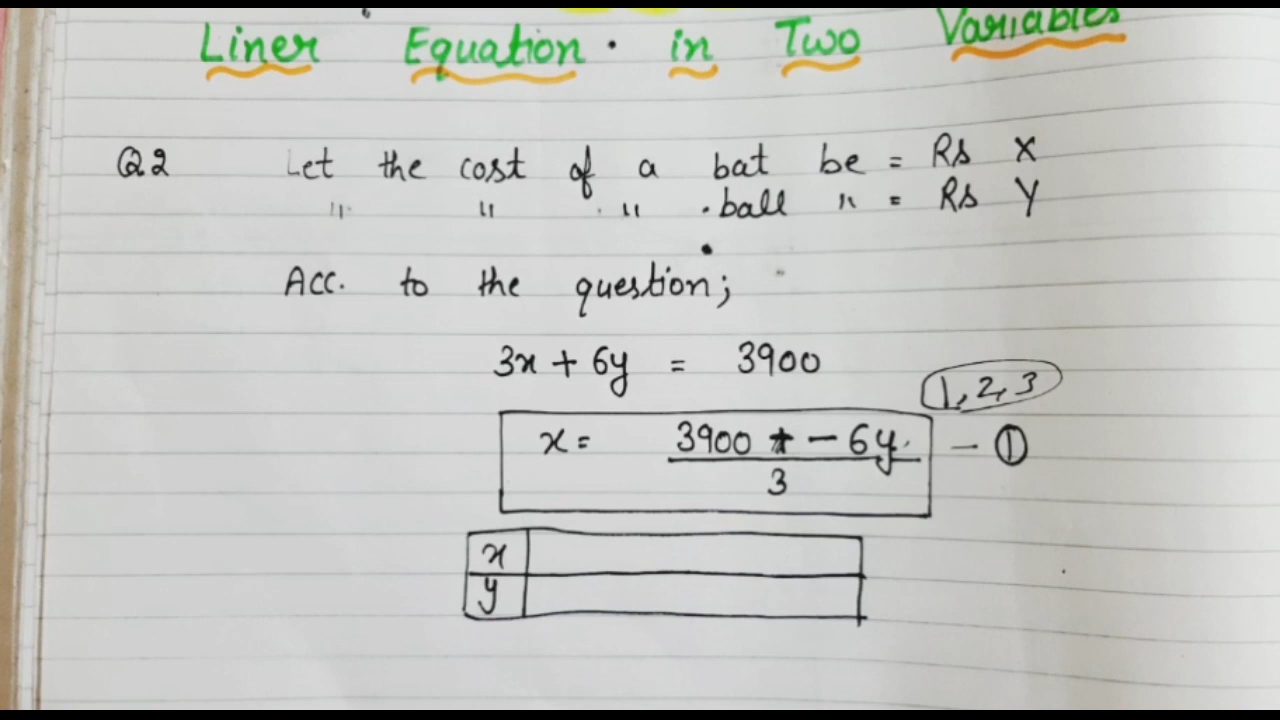 Liner Equation in Two Variables
Q2 Let the cost of a bat be = Rs X
" " " ball " = Rs Y
Acc. to the question;
3x + 6y = 3900
1, 2, 3
x = 3900 - 6y - ①
3
x
y